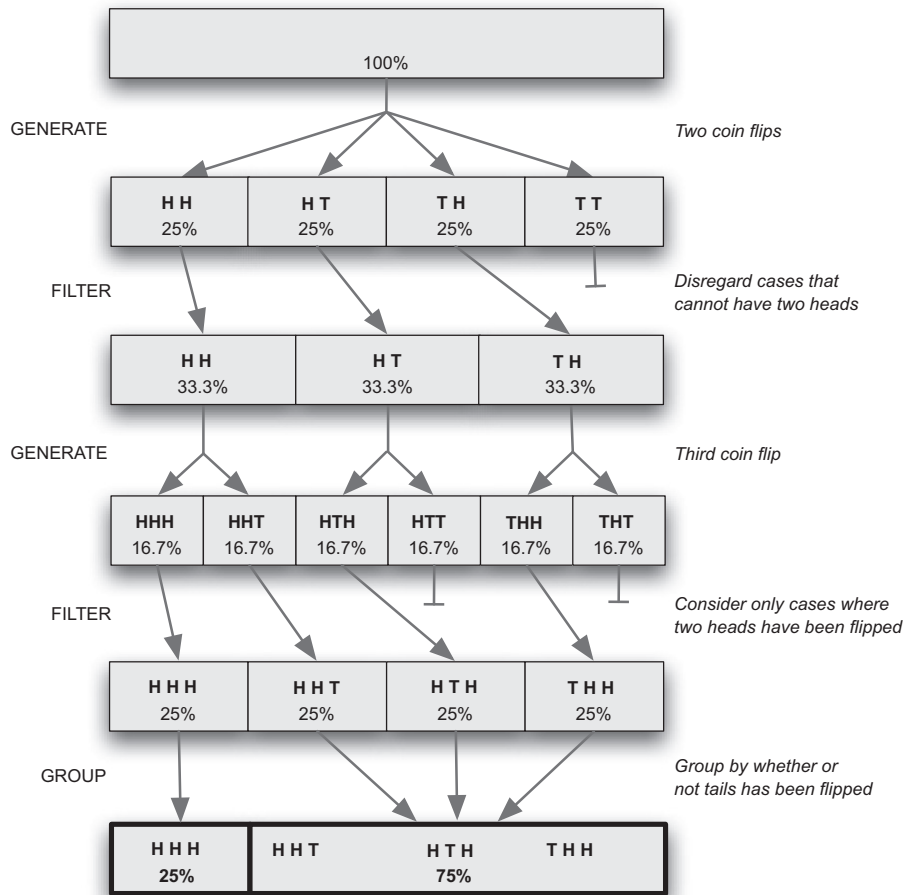 100%
GENERATE
Two coin flips
H H
H T
T H
T T
25%
25%
25%
25%
FILTER
Disregard cases that
cannot have two heads
H H
H T
T H
33.3%
33.3%
33.3%
GENERATE
Third coin flip
HHH
HHT
HTH
HTT
THH
THT
16.7%
16.7%
16.7%
16.7%
16.7%
16.7%
FILTER
Consider only cases where
two heads have been flipped
H H H
H H T
H T H
T H H
25%
25%
25%
25%
GROUP
Group by whether or
not tails has been flipped
H H H
H H T
H T H
T H H
25%
75%